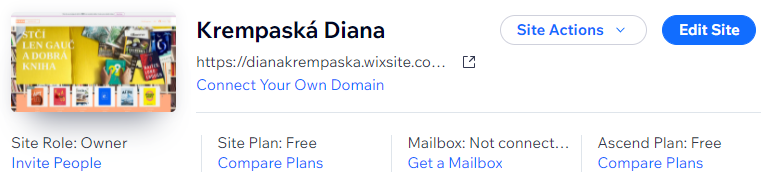 STČÍ
LEN GAUČ
A DOBRÁ
KNIHA
Krempaská Diana
Site Actions
Edit Site
https://dianakrempaska.wixsite.co...
Connect Your Own Domain
Site Role: Owner
Invite People
Site Plan: Free
Compare Plans
Mailbox: Not connect...
Get a Mailbox
Ascend Plan: Free
Compare Plans